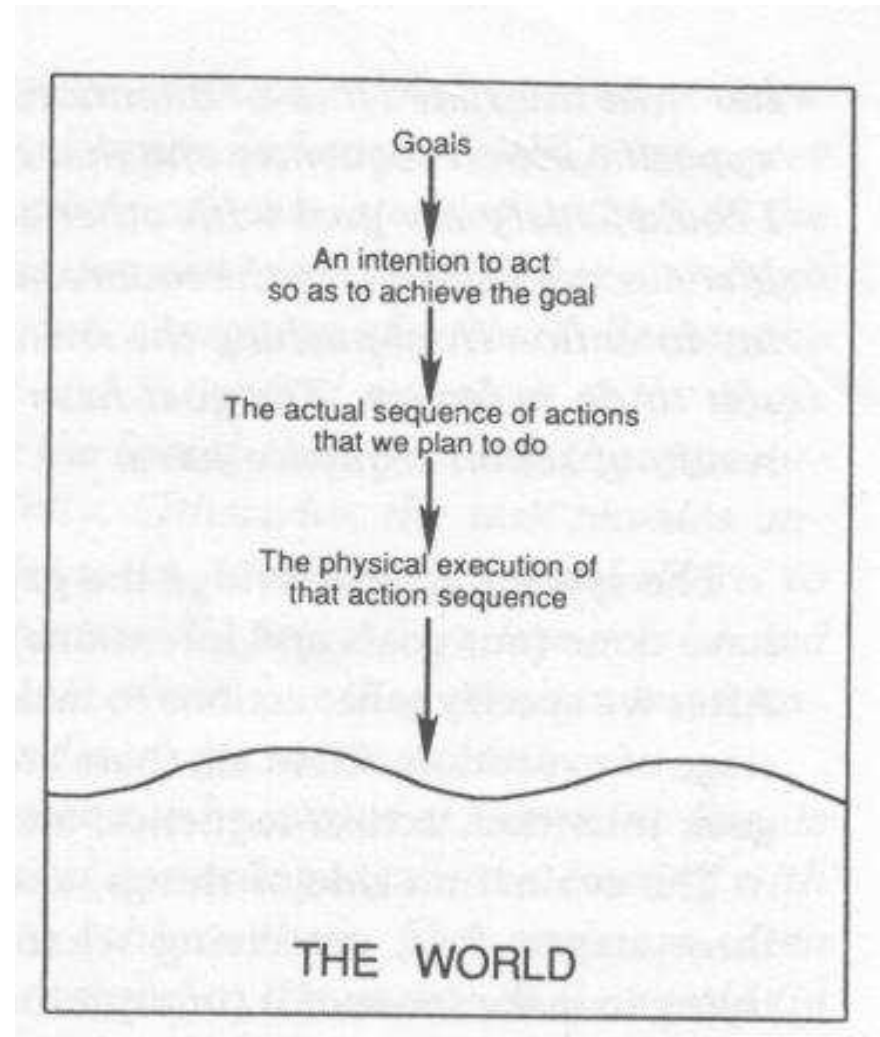 Goals
An intention to act
so as to achieve the goal
The actual sequence of actions
that we plan to do
The physical execution of
that action sequence
THE WORLD